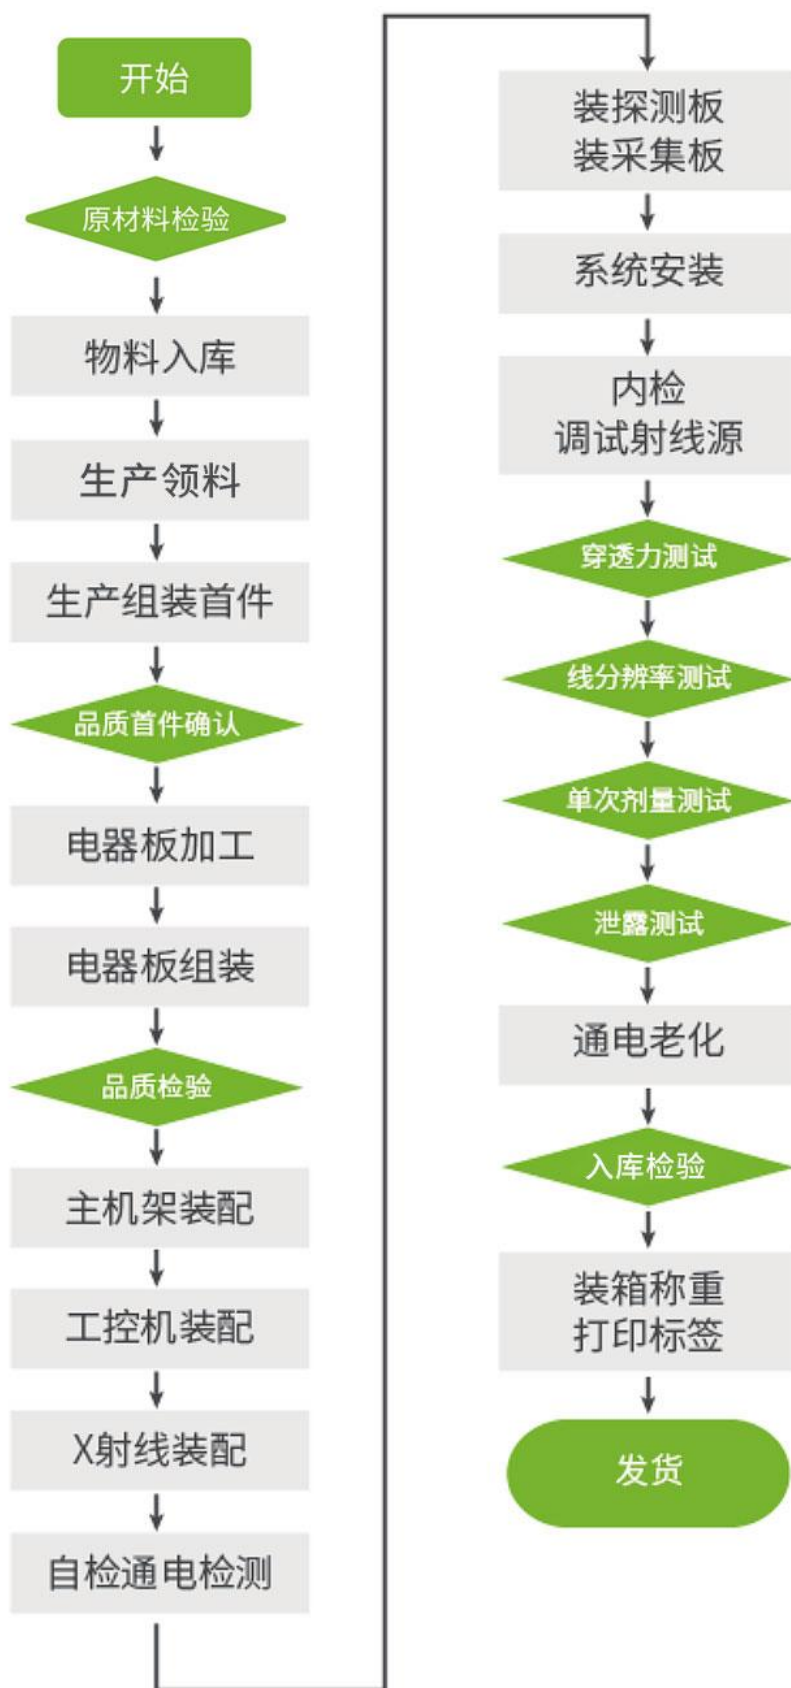 开始
原材料检验
物料入库
生产领料
生产组装首件
品质首件确认
电器板加工
电器板组装
品质检验
主机架装配
工控机装配
X射线装配
自检通电检测
装探测板
装采集板
系统安装
内检
调试射线源
穿透力测试
线分辨率测试
单次剂量测试
泄露测试
通电老化
入库检验
装箱称重
打印标签
发货